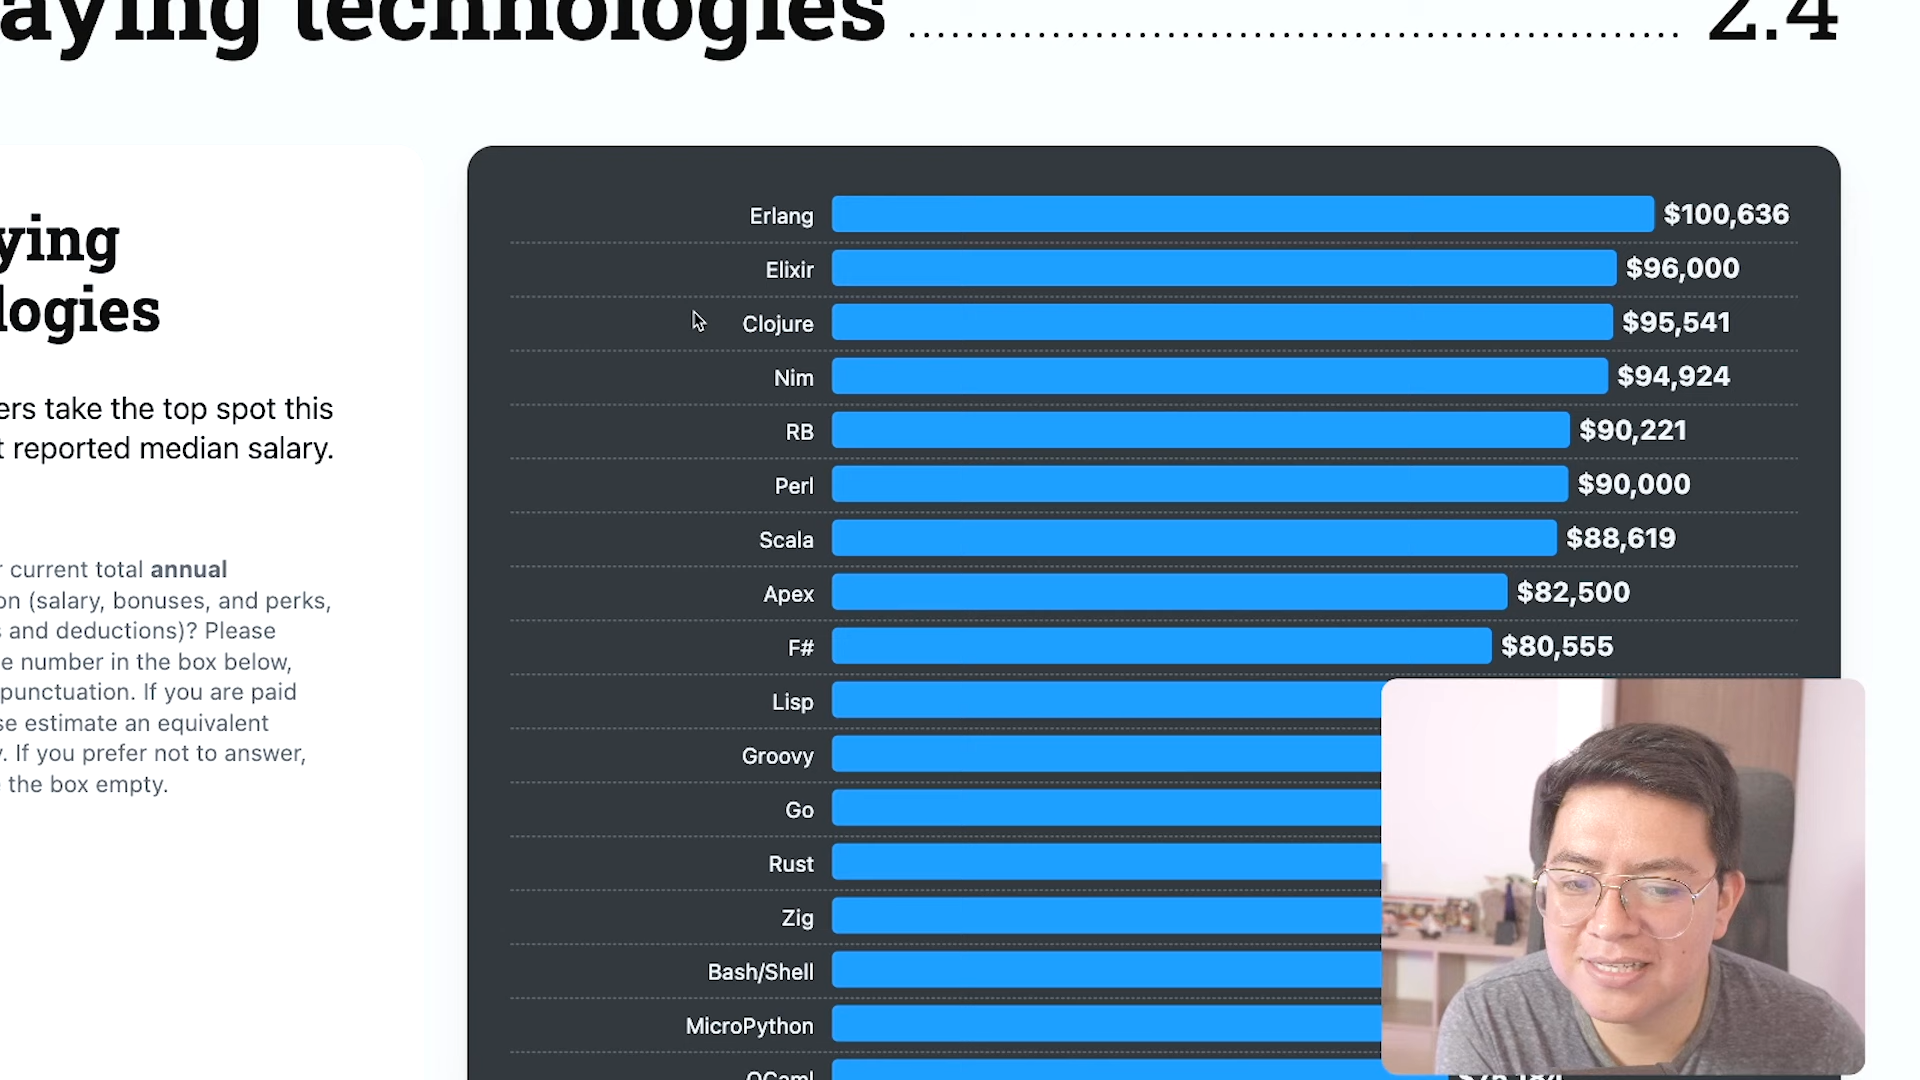 aying technologies 2.4
ying
logies
ers take the top spot this
t reported median salary.
r current total annual
on (salary, bonuses, and perks,
s and deductions)? Please
e number in the box below,
punctuation. If you are paid
se estimate an equivalent
y. If you prefer not to answer,
the box empty.
Erlang $100,636
Elixir $96,000
Clojure $95,541
Nim $94,924
RB $90,221
Perl $90,000
Scala $88,619
Apex $82,500
F# $80,555
Lisp
Groovy
Go
Rust
Zig
Bash/Shell
MicroPython
OCaml